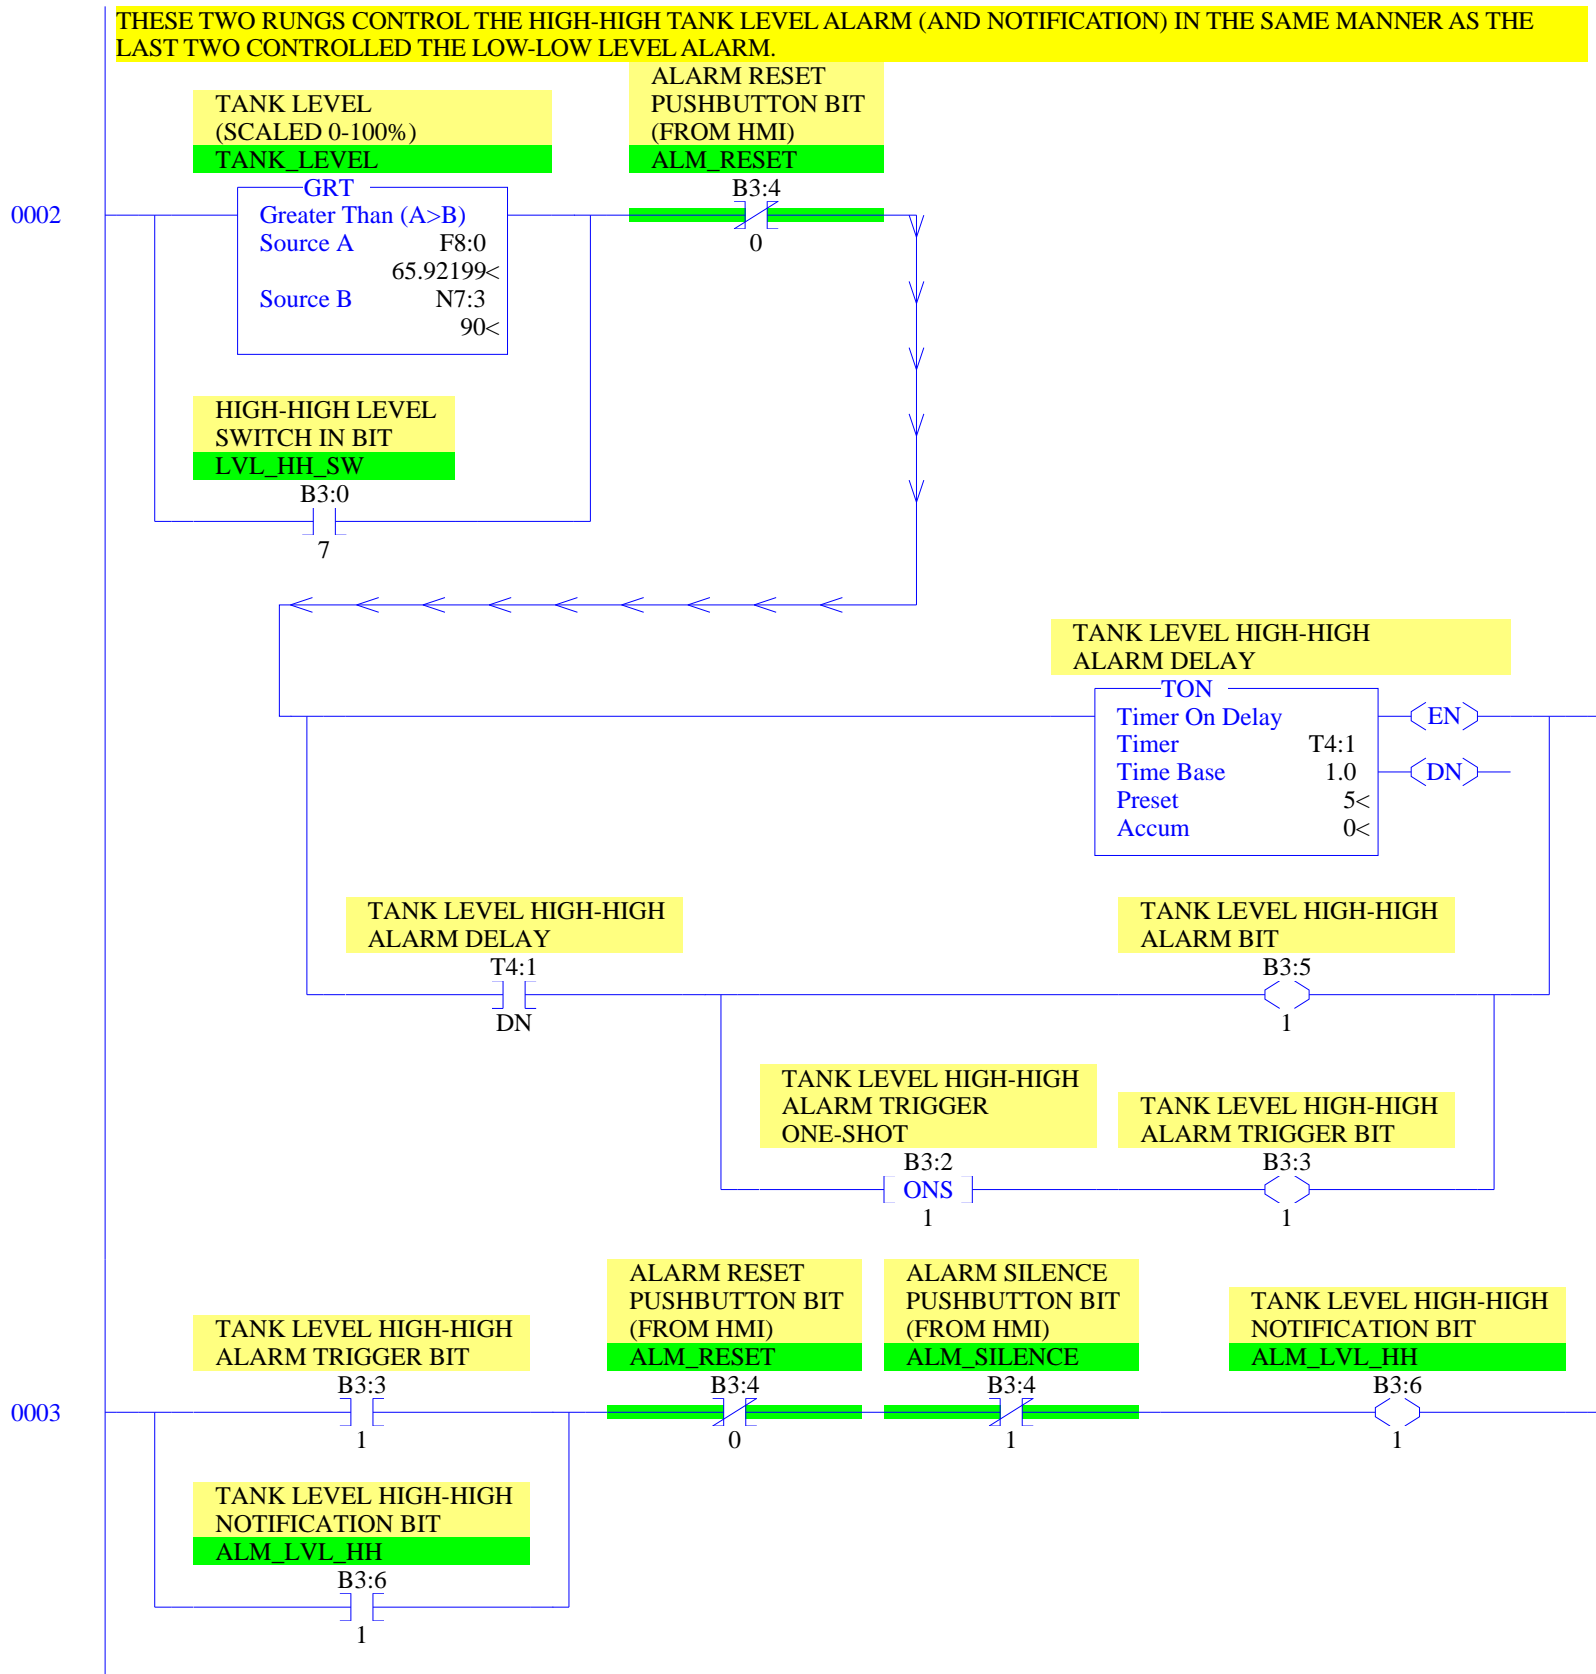 THESE TWO RUNGS CONTROL THE HIGH-HIGH TANK LEVEL ALARM (AND NOTIFICATION) IN THE SAME MANNER AS THE
LAST TWO CONTROLLED THE LOW-LOW LEVEL ALARM.
TANK LEVEL
(SCALED 0-100%)
TANK_LEVEL
ALARM RESET
PUSHBUTTON BIT
(FROM HMI)
ALM_RESET
B3:4
0
0002
GRT
Greater Than (A>B)
Source A F8:0
65.92199<
Source B N7:3
90<
HIGH-HIGH LEVEL
SWITCH IN BIT
LVL_HH_SW
B3:0
7
TANK LEVEL HIGH-HIGH
ALARM DELAY
TON
Timer On Delay
Timer T4:1
Time Base 1.0
Preset 5<
Accum 0<
EN
DN
TANK LEVEL HIGH-HIGH
ALARM DELAY
T4:1
DN
TANK LEVEL HIGH-HIGH
ALARM BIT
B3:5
1
TANK LEVEL HIGH-HIGH
ALARM TRIGGER
ONE-SHOT
B3:2
ONS
1
TANK LEVEL HIGH-HIGH
ALARM TRIGGER BIT
B3:3
1
0003
TANK LEVEL HIGH-HIGH
ALARM TRIGGER BIT
B3:3
1
ALARM RESET
PUSHBUTTON BIT
(FROM HMI)
ALM_RESET
B3:4
0
ALARM SILENCE
PUSHBUTTON BIT
(FROM HMI)
ALM_SILENCE
B3:4
1
TANK LEVEL HIGH-HIGH
NOTIFICATION BIT
ALM_LVL_HH
B3:6
1
TANK LEVEL HIGH-HIGH
NOTIFICATION BIT
ALM_LVL_HH
B3:6
1